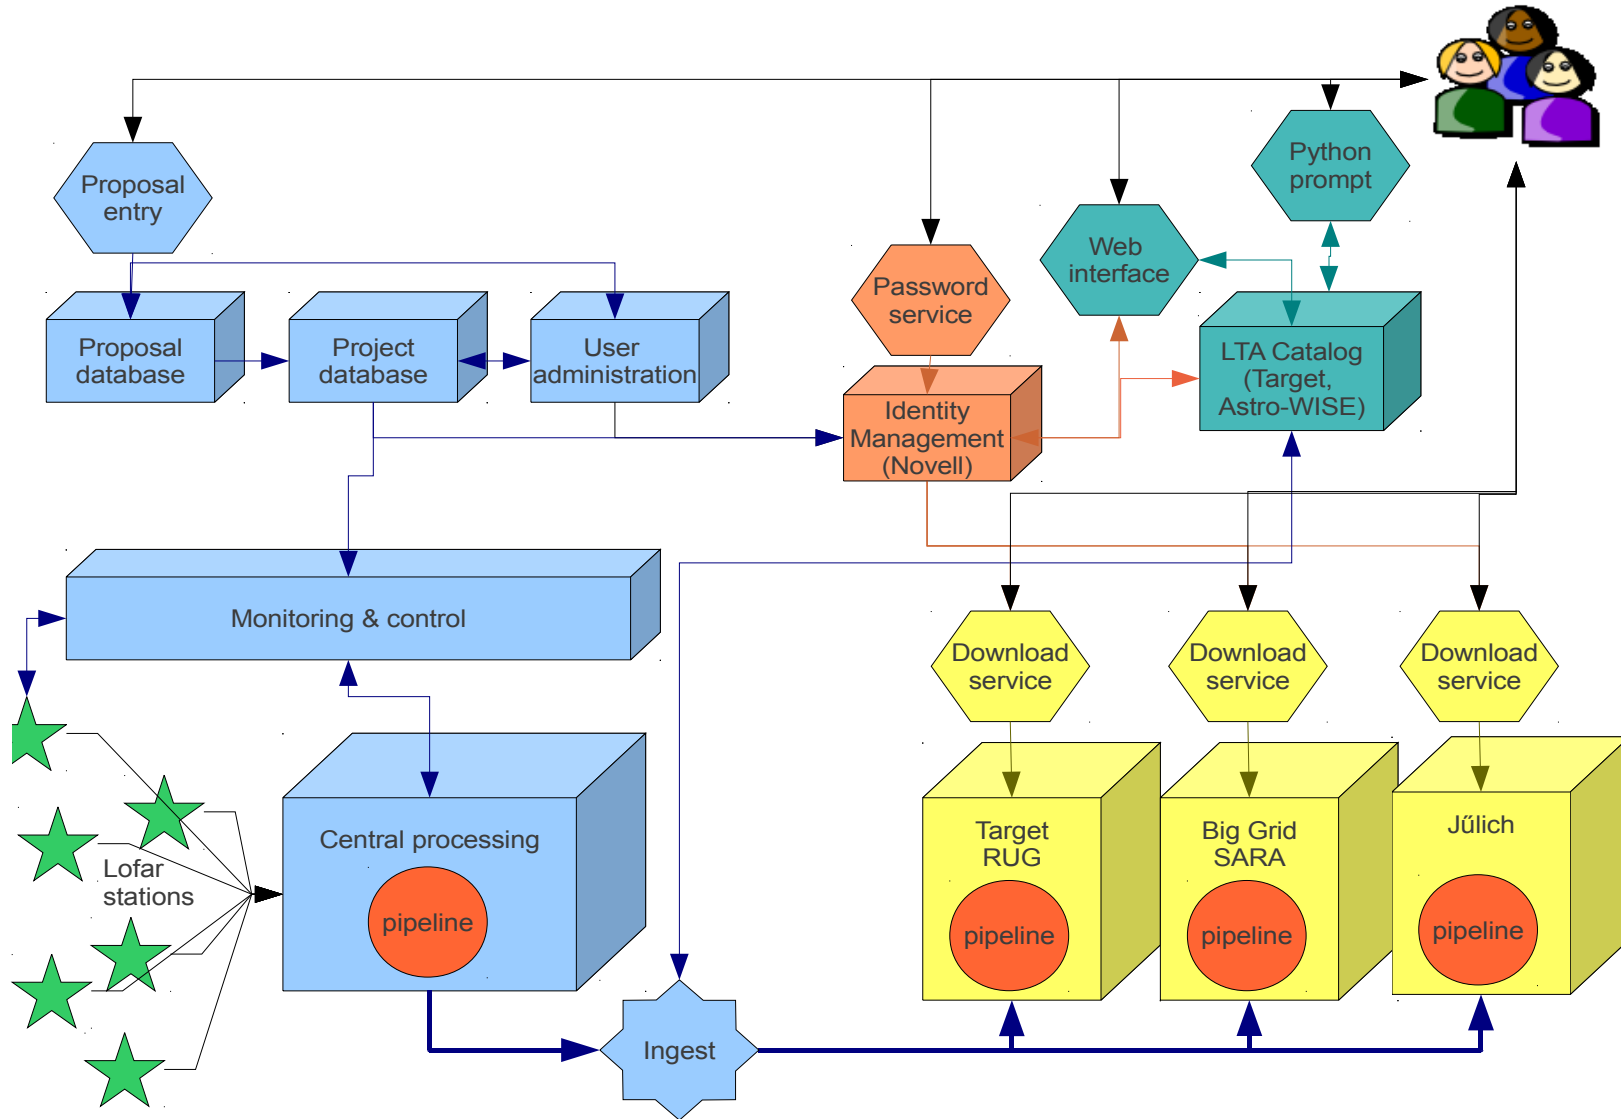 Proposal
entry
Python
prompt
Web
interface
Password
service
Proposal
database
Project
database
User
administration
LTA Catalog
(Target,
Astro-WISE)
Identity
Management
(Novell)
Monitoring & control
Download
service
Download
service
Download
service
Lofar
stations
Central processing
pipeline
Target
RUG
pipeline
Big Grid
SARA
pipeline
Jűlich
pipeline
Ingest